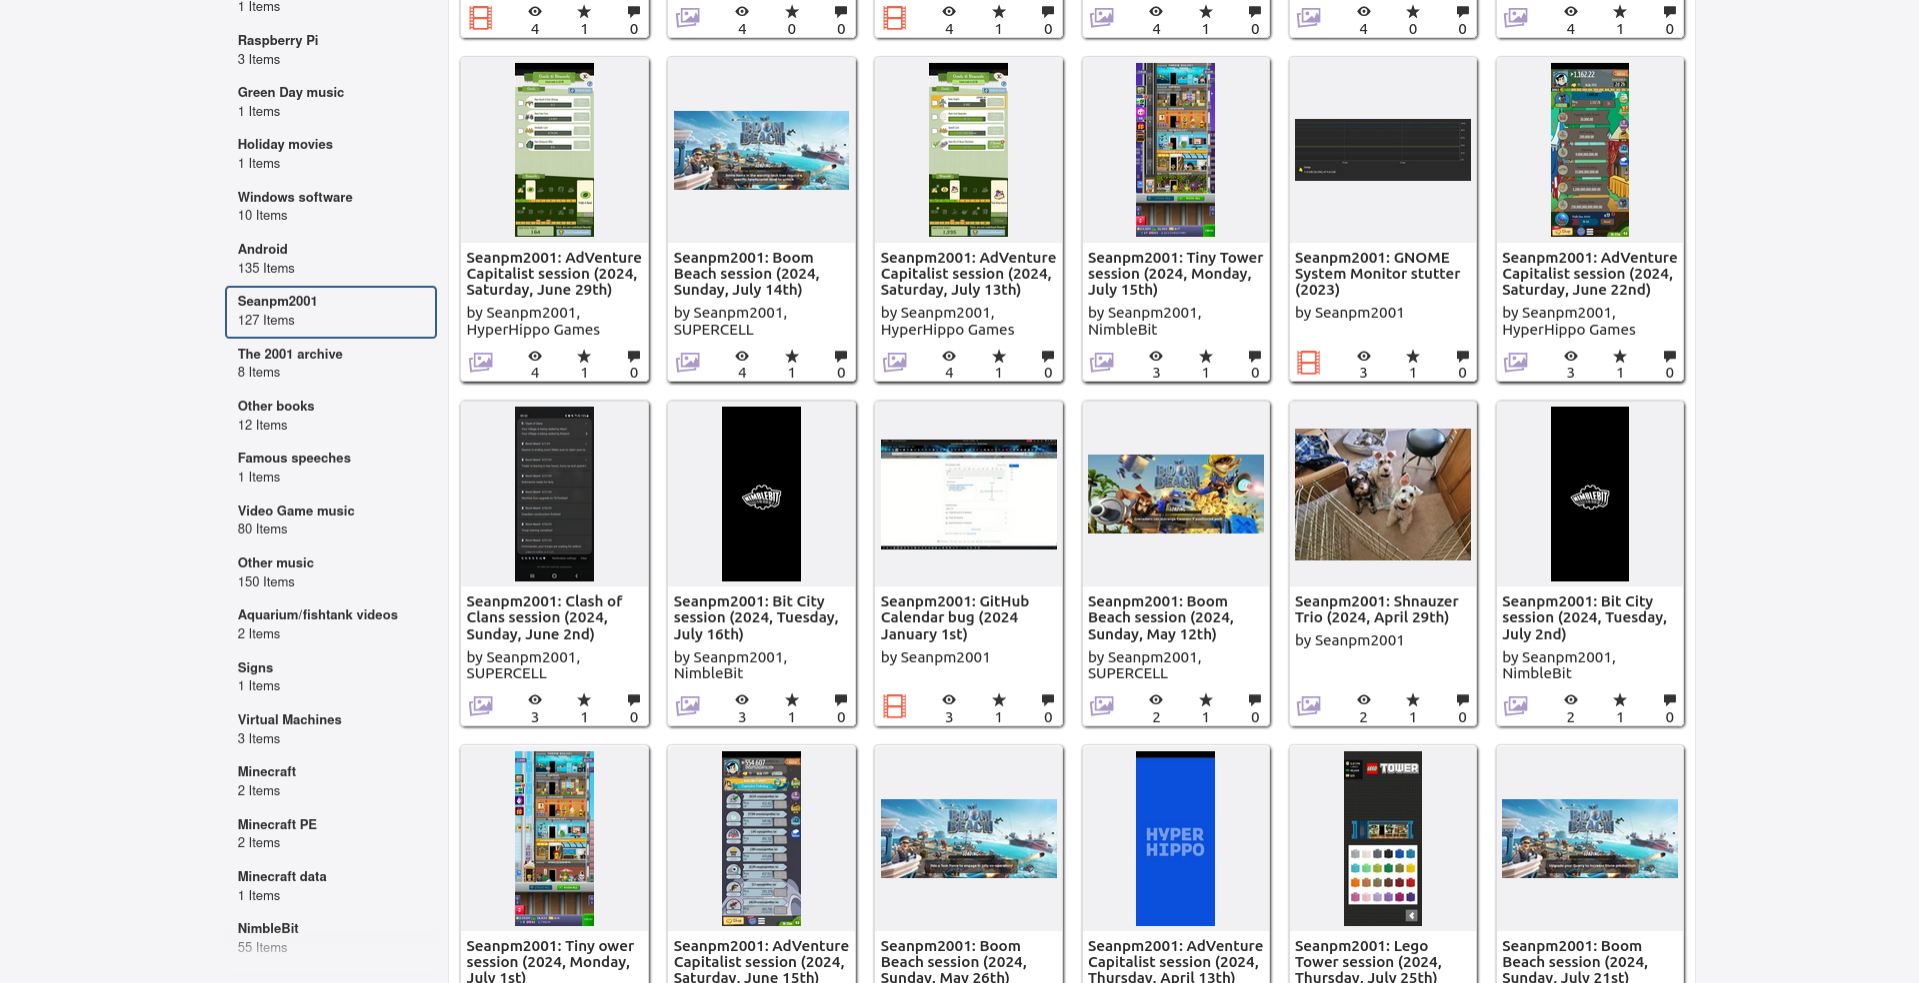 1 Items
Raspberry Pi
3 Items
Green Day music
1 Items
Holiday movies
1 Items
Windows software
10 Items
Android
135 Items
Seanpm2001
127 Items
The 2001 archive
8 Items
Other books
12 Items
Famous speeches
1 Items
Video Game music
80 Items
Other music
150 Items
Aquarium/fishtank videos
2 Items
Signs
1 Items
Virtual Machines
3 Items
Minecraft
2 Items
Minecraft PE
2 Items
Minecraft data
1 Items
NimbleBit
55 Items
4 1 0
4 0 0
4 1 0
4 1 0
4 0 0
4 1 0
Seanpm2001: AdVenture
Capitalist session (2024,
Saturday, June 29th)
by Seanpm2001,
HyperHippo Games
4 1 0
BOOM
BEACH
Seanpm2001: Boom
Beach session (2024,
Sunday, July 14th)
by Seanpm2001,
SUPERCELL
4 1 0
Seanpm2001: AdVenture
Capitalist session (2024,
Saturday, July 13th)
by Seanpm2001,
HyperHippo Games
4 1 0
Seanpm2001: Tiny Tower
session (2024, Monday,
July 15th)
by Seanpm2001,
NimbleBit
3 1 0
Seanpm2001: GNOME
System Monitor stutter
(2023)
by Seanpm2001
3 1 0
1,162.22
Seanpm2001: AdVenture
Capitalist session (2024,
Saturday, June 22nd)
by Seanpm2001,
HyperHippo Games
3 1 0
Seanpm2001: Clash of
Clans session (2024,
Sunday, June 2nd)
by Seanpm2001,
SUPERCELL
3 1 0
NIMBLEBIT
Seanpm2001: Bit City
session (2024, Tuesday,
July 16th)
by Seanpm2001,
NimbleBit
3 1 0
Seanpm2001: GitHub
Calendar bug (2024
January 1st)
by Seanpm2001
3 1 0
BOOM
BEACH
Seanpm2001: Boom
Beach session (2024,
Sunday, May 12th)
by Seanpm2001,
SUPERCELL
2 1 0
Seanpm2001: Shnauzer
Trio (2024, April 29th)
by Seanpm2001
2 1 0
NIMBLEBIT
Seanpm2001: Bit City
session (2024, Tuesday,
July 2nd)
by Seanpm2001,
NimbleBit
2 1 0
Seanpm2001: Tiny ower
session (2024, Monday,
July 1st)
554.607
Seanpm2001: AdVenture
Capitalist session (2024,
Saturday, June 15th)
BOOM
BEACH
Seanpm2001: Boom
Beach session (2024,
Sunday, May 26th)
HYPER
HIPPO
Seanpm2001: AdVenture
Capitalist session (2024,
Thursday, April 13th)
LEGO TOWER
Seanpm2001: Lego
Tower session (2024,
Thursday, July 25th)
BOOM
BEACH
Seanpm2001: Boom
Beach session (2024,
Sunday, July 21st)